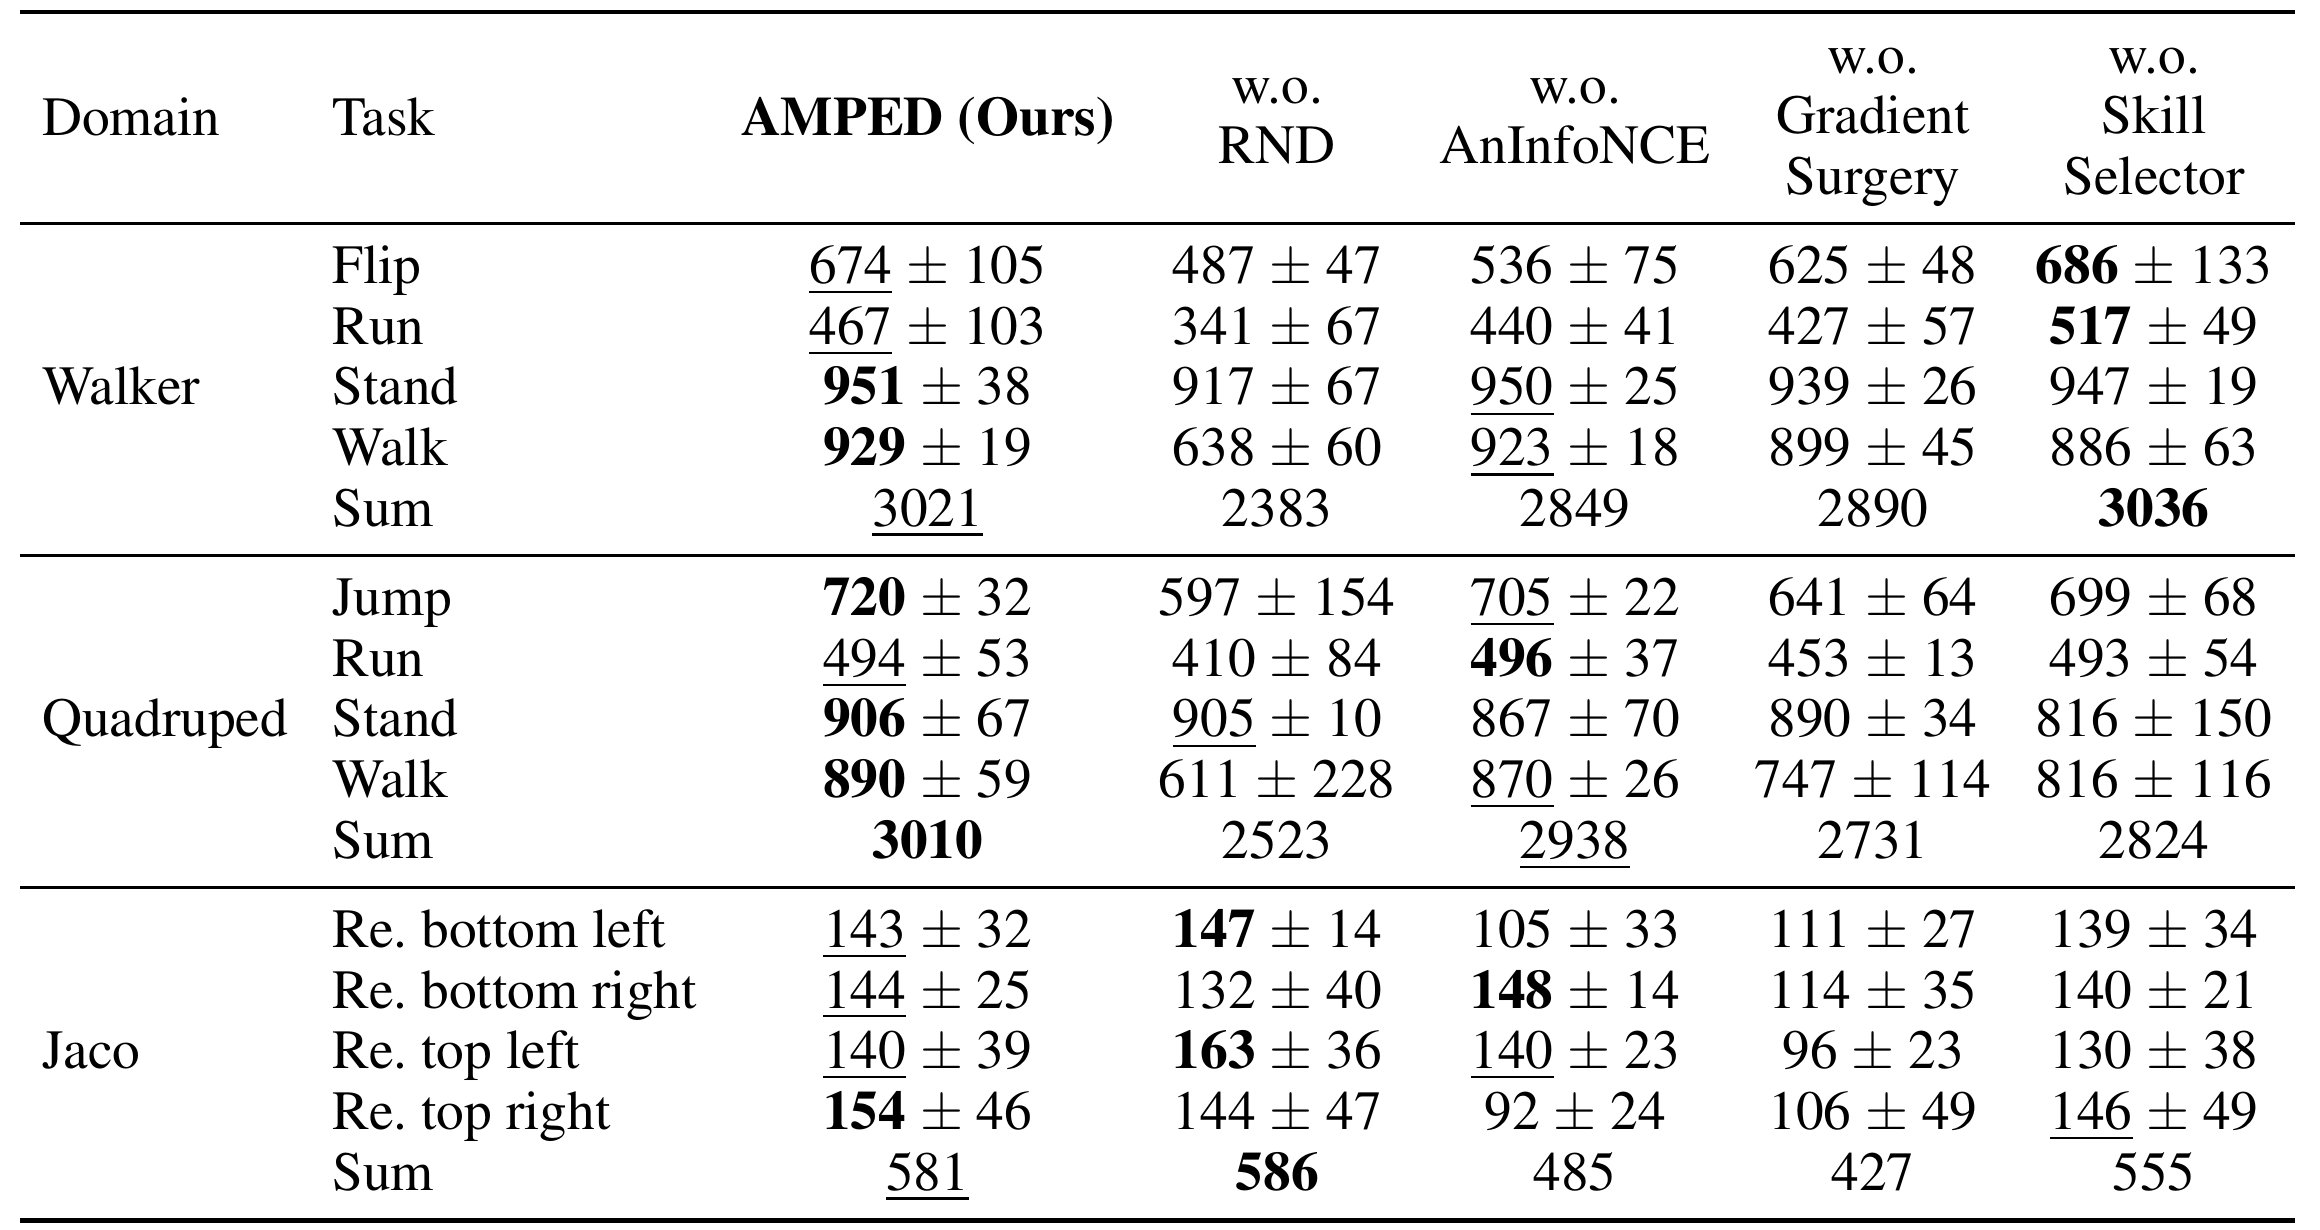 Domain Task AMPED (Ours) w.o. RND w.o. AnInfoNCE w.o. Gradient Surgery w.o. Skill Selector
Walker
Flip 674 ± 105 487 ± 47 536 ± 75 625 ± 48 686 ± 133
Run 467 ± 103 341 ± 67 440 ± 41 427 ± 57 517 ± 49
Stand 951 ± 38 917 ± 67 950 ± 25 939 ± 26 947 ± 19
Walk 929 ± 19 638 ± 60 923 ± 18 899 ± 45 886 ± 63
Sum 3021 2383 2849 2890 3036
Quadruped
Jump 720 ± 32 597 ± 154 705 ± 22 641 ± 64 699 ± 68
Run 494 ± 53 410 ± 84 496 ± 37 453 ± 13 493 ± 54
Stand 906 ± 67 905 ± 10 867 ± 70 890 ± 34 816 ± 150
Walk 890 ± 59 611 ± 228 870 ± 26 747 ± 114 816 ± 116
Sum 3010 2523 2938 2731 2824
Jaco
Re. bottom left 143 ± 32 147 ± 14 105 ± 33 111 ± 27 139 ± 34
Re. bottom right 144 ± 25 132 ± 40 148 ± 14 114 ± 35 140 ± 21
Re. top left 140 ± 39 163 ± 36 140 ± 23 96 ± 23 130 ± 38
Re. top right 154 ± 46 144 ± 47 92 ± 24 106 ± 49 146 ± 49
Sum 581 586 485 427 555